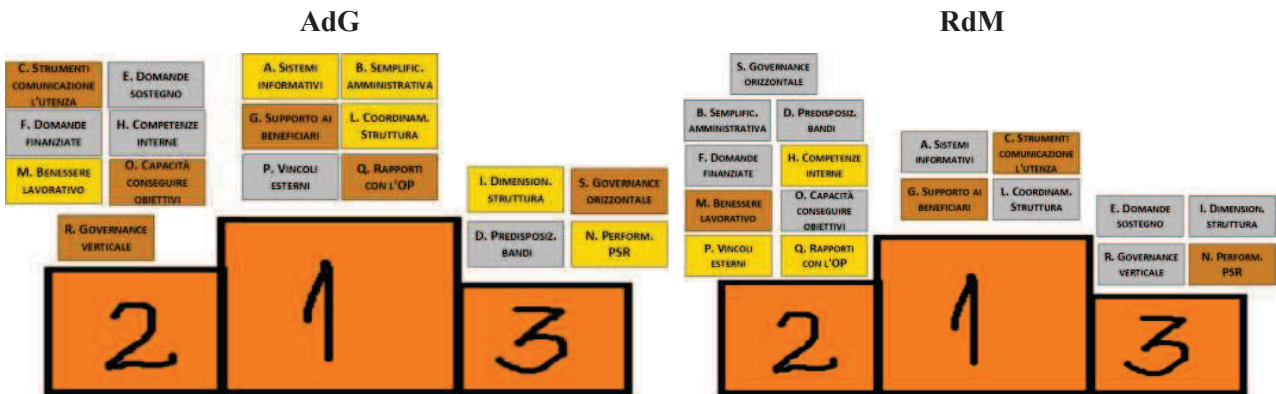 AdG
C. STRUMENTI
COMUNICAZIONE
L'UTENZA
E. DOMANDE
SOSTEGNO
F. DOMANDE
FINANZIATE
H. COMPETENZE
INTERNE
M. BENESSERE
LAVORATIVO
O. CAPACITÀ
CONSEGUIRE
OBIETTIVI
R. GOVERNANCE
VERTICALE
2
A. SISTEMI
INFORMATIVI
B. SEMPLIFIC.
AMMINISTRATIVA
G. SUPPORTO AI
BENEFICIARI
L. COORDINAM.
STRUTTURA
P. VINCOLI
ESTERNI
Q. RAPPORTI
CON L'OP
1
I. DIMENSION.
STRUTTURA
S. GOVERNANCE
ORIZZONTALE
D. PREDISPOSIZ.
BANDI
N. PERFORM.
PSR
3
RdM
S. GOVERNANCE
ORIZZONTALE
B. SEMPLIFIC.
AMMINISTRATIVA
D. PREDISPOSIZ.
BANDI
F. DOMANDE
FINANZIATE
H. COMPETENZE
INTERNE
M. BENESSERE
LAVORATIVO
O. CAPACITÀ
CONSEGUIRE
OBIETTIVI
P. VINCOLI
ESTERNI
Q. RAPPORTI
CON L'OP
2
A. SISTEMI
INFORMATIVI
C. STRUMENTI
COMUNICAZIONE
L'UTENZA
G. SUPPORTO AI
BENEFICIARI
L. COORDINAM.
STRUTTURA
1
E. DOMANDE
SOSTEGNO
I. DIMENSION.
STRUTTURA
R. GOVERNANCE
VERTICALE
N. PERFORM.
PSR
3